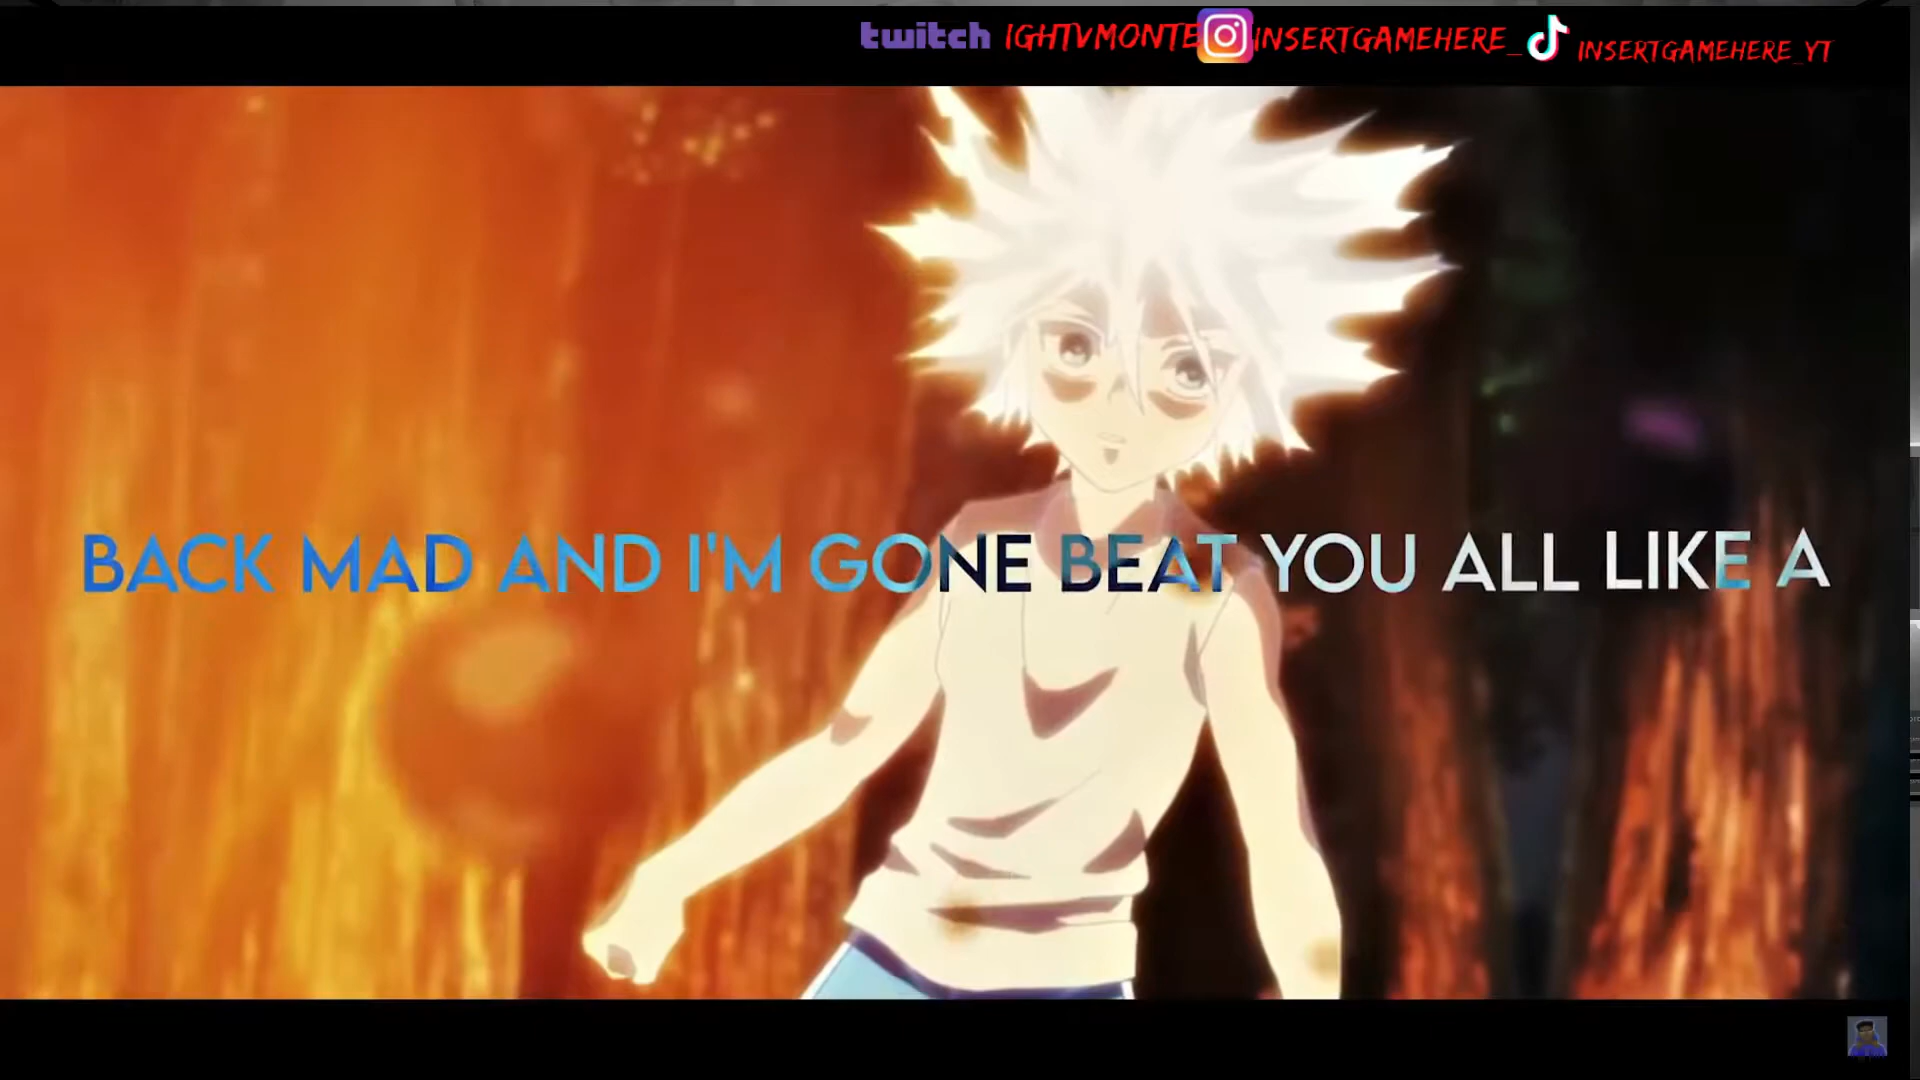 twitch IGHTVMONTE INSERTGAMEHERE_ INSERTGAMEHERE_YT
BACK MAD AND I'M GONE BEAT YOU ALL LIKE A